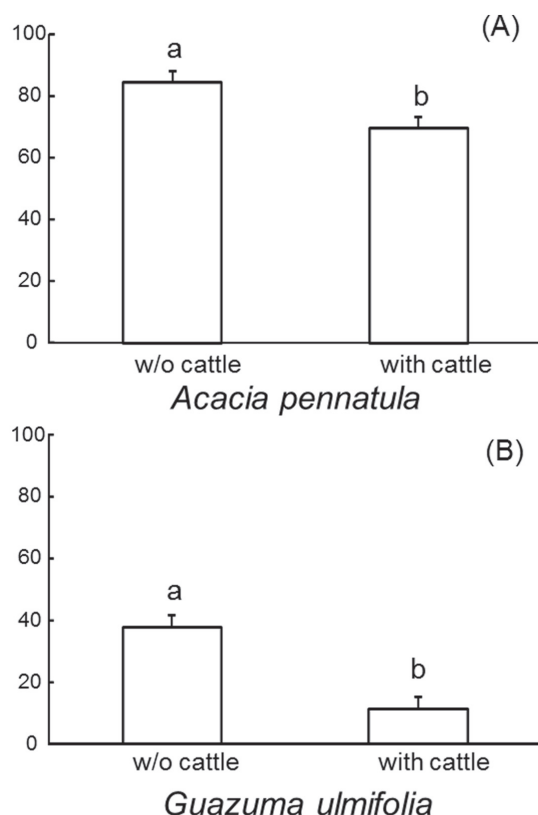 (A)
100
80
60
40
20
0
a
b
w/o cattle
with cattle
Acacia pennatula
(B)
100
80
60
40
20
0
a
b
w/o cattle
with cattle
Guazuma ulmifolia